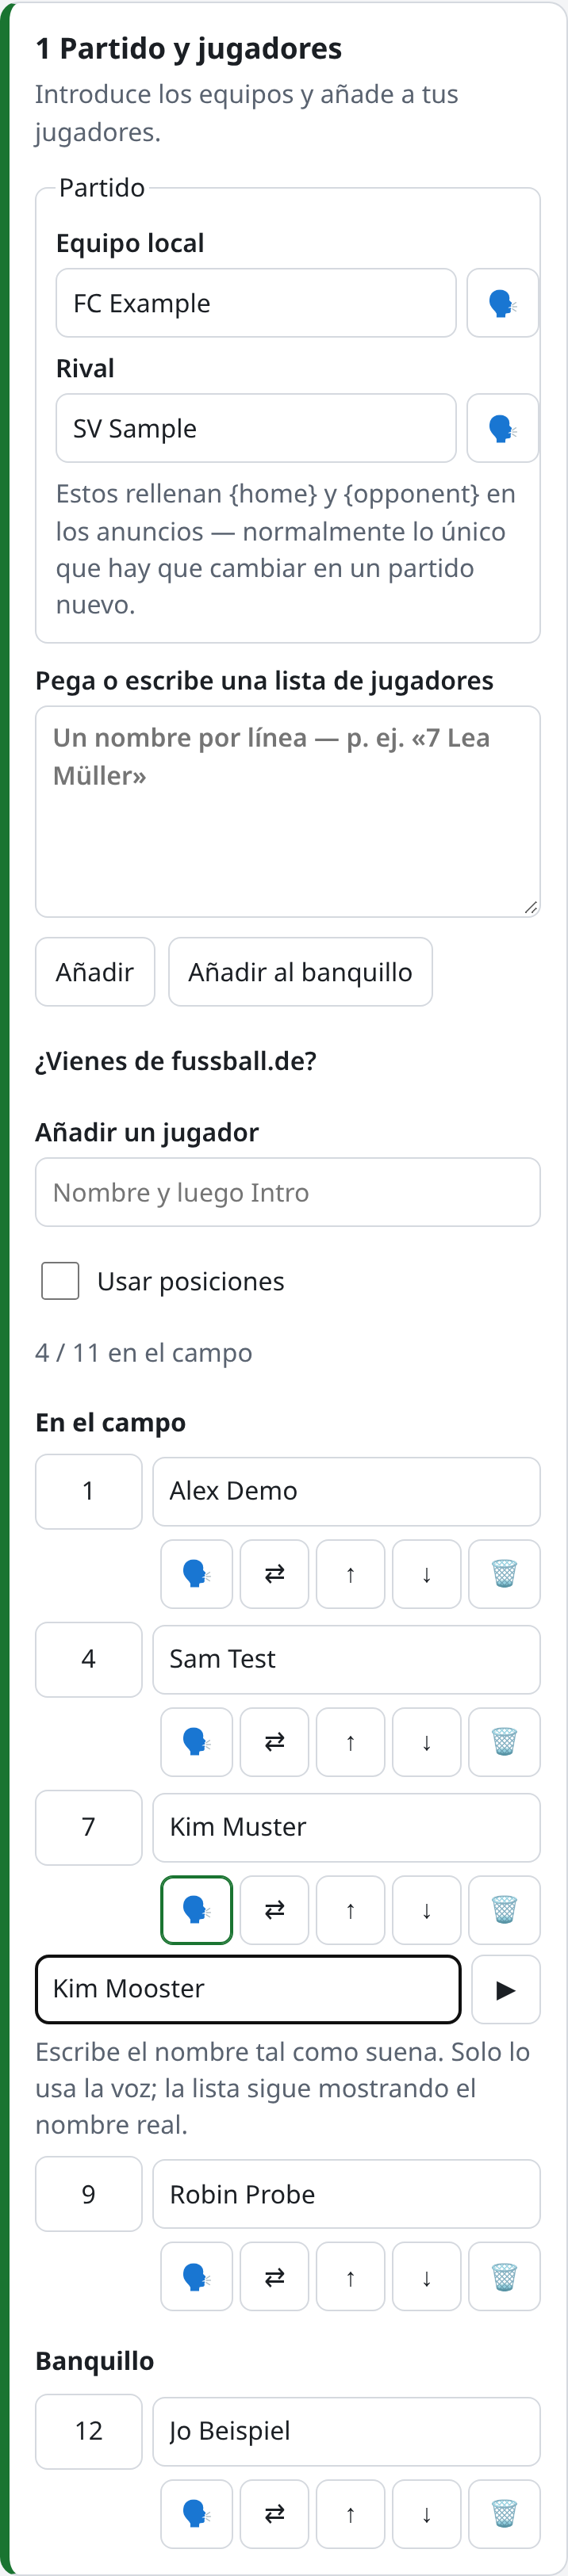 1 Partido y jugadores
Introduce los equipos y añade a tus
jugadores.
Partido
Equipo local
FC Example
Rival
SV Sample
Estos rellenan {home} y {opponent} en
los anuncios — normalmente lo único
que hay que cambiar en un partido
nuevo.
Pega o escribe una lista de jugadores
Un nombre por línea — p. ej. «7 Lea
Müller»
Añadir
Añadir al banquillo
¿Vienes de fussball.de?
Añadir un jugador
Nombre y luego Intro
Usar posiciones
4 / 11 en el campo
En el campo
1 Alex Demo
4 Sam Test
7 Kim Muster
Kim Mooster
Escribe el nombre tal como suena. Solo lo
usa la voz; la lista sigue mostrando el
nombre real.
9 Robin Probe
Banquillo
12 Jo Beispiel